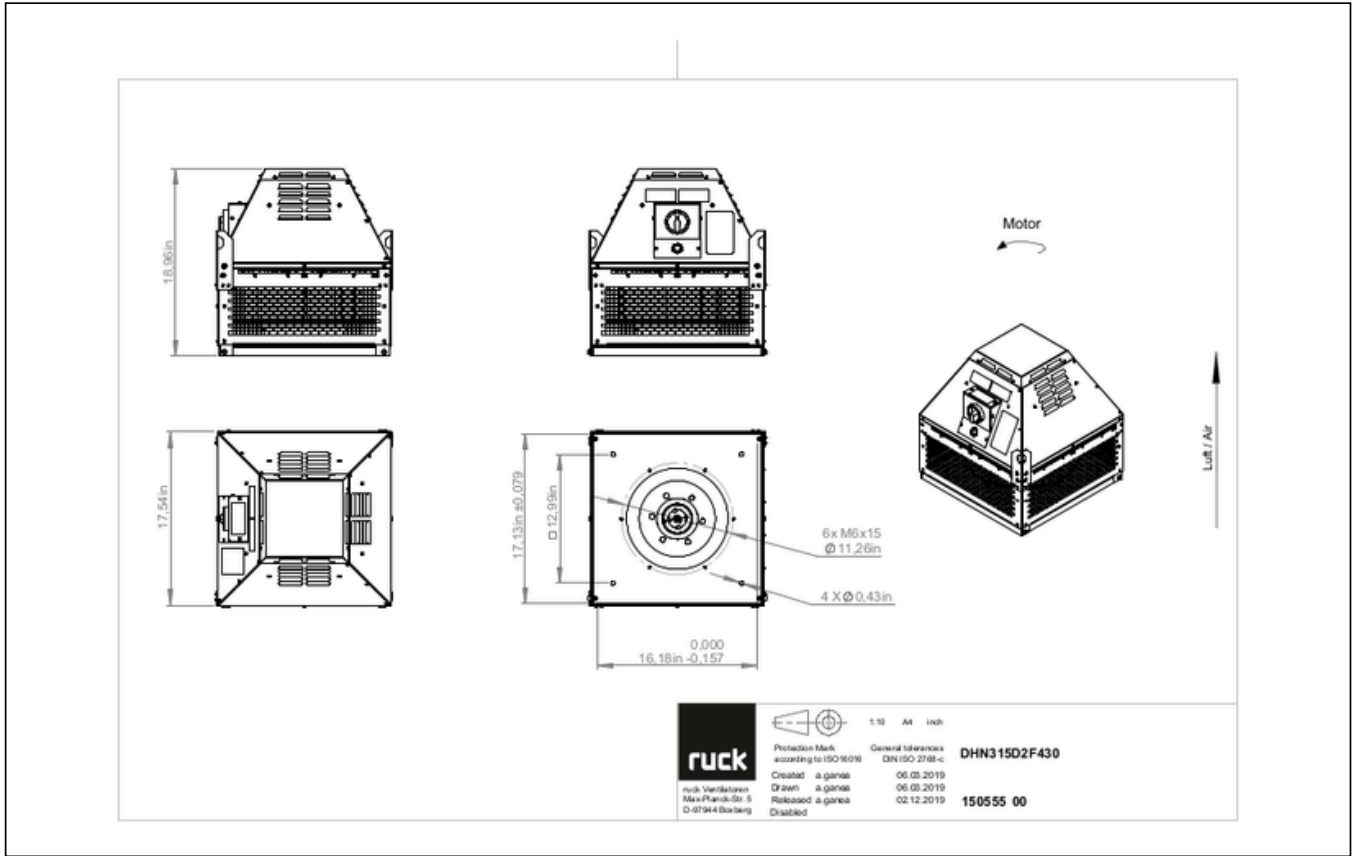 18,96in
Motor
Luft / Air
17,54in
17,13in ±0,079
□ 12,99in
6x M6x15
Ø 11,26in
4 X Ø 0,43in
0,000
16,18in -0,157
ruck
ruck Ventilatoren
Max-Planck-Str. 5
D-97944 Boxberg
1:10 A4 inch
Protection Mark
according to ISO16016
General tolerances
DIN ISO 2768-c
DHN315D2F430
Created a.ganea 06.03.2019
Drawn a.ganea 06.03.2019
Released a.ganea 02.12.2019
Disabled
150555 00